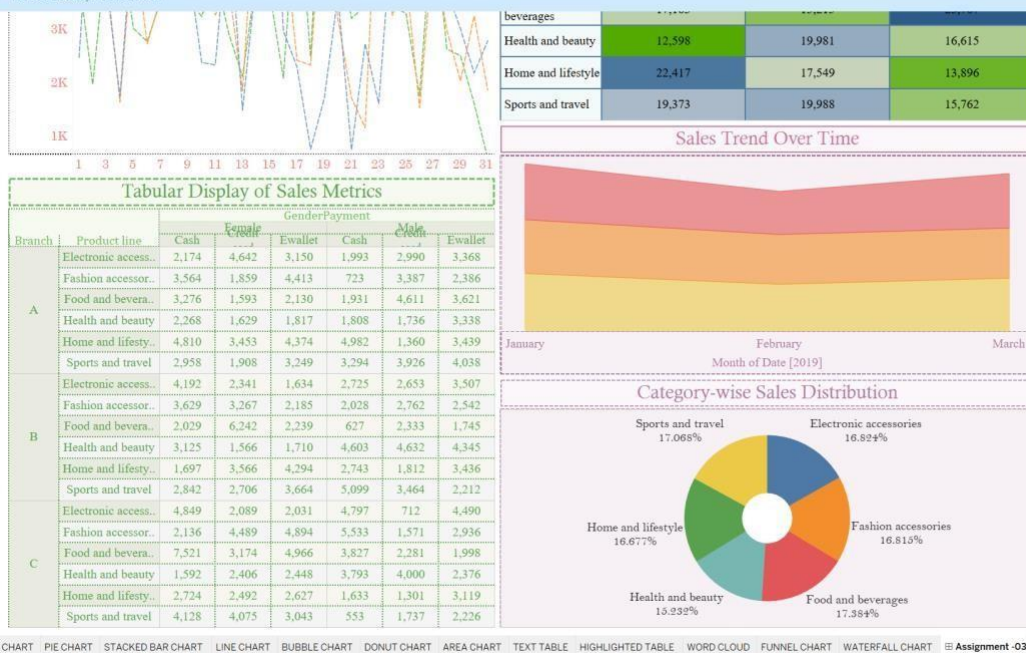 3K
2K
1K
1 3 5 7 9 11 13 15 17 19 21 23 25 27 29 31
beverages
Health and beauty 12,598 19,981 16,615
Home and lifestyle 22,417 17,549 13,896
Sports and travel 19,373 19,988 15,762
Sales Trend Over Time
January February March
Month of Date [2019]
Tabular Display of Sales Metrics
GenderPayment
Female Male
Branch Product line Cash Credit Ewallet Cash Credit Ewallet
A
Electronic access.. 2,174 4,642 3,150 1,993 2,990 3,368
Fashion accessor.. 3,564 1,859 4,413 723 3,387 2,386
Food and bevera.. 3,276 1,593 2,130 1,931 4,611 3,621
Health and beauty 2,268 1,629 1,817 1,808 1,736 3,338
Home and lifesty.. 4,810 3,453 4,374 4,982 1,360 3,439
Sports and travel 2,958 1,908 3,249 3,294 3,926 4,038
B
Electronic access.. 4,192 2,341 1,634 2,725 2,653 3,507
Fashion accessor.. 3,629 3,267 2,185 2,028 2,762 2,542
Food and bevera.. 2,029 6,242 2,239 627 2,333 1,745
Health and beauty 3,125 1,566 1,710 4,603 4,632 4,345
Home and lifesty.. 1,697 3,566 4,294 2,743 1,812 3,436
Sports and travel 2,842 2,706 3,664 5,099 3,464 2,212
C
Electronic access.. 4,849 2,089 2,031 4,797 712 4,490
Fashion accessor.. 2,136 4,489 4,894 5,533 1,571 2,936
Food and bevera.. 7,521 3,174 4,966 3,827 2,281 1,998
Health and beauty 1,592 2,406 2,448 3,793 4,000 2,376
Home and lifesty.. 2,724 2,492 2,627 1,633 1,301 3,119
Sports and travel 4,128 4,075 3,043 553 1,737 2,226
Category-wise Sales Distribution
Sports and travel
17.068%
Electronic accessories
16.824%
Home and lifestyle
16.677%
Fashion accessories
16.815%
Health and beauty
15.232%
Food and beverages
17.384%
CHART PIE CHART STACKED BAR CHART LINE CHART BUBBLE CHART DONUT CHART AREA CHART TEXT TABLE HIGHLIGHTED TABLE WORD CLOUD FUNNEL CHART WATERFALL CHART Assignment -03